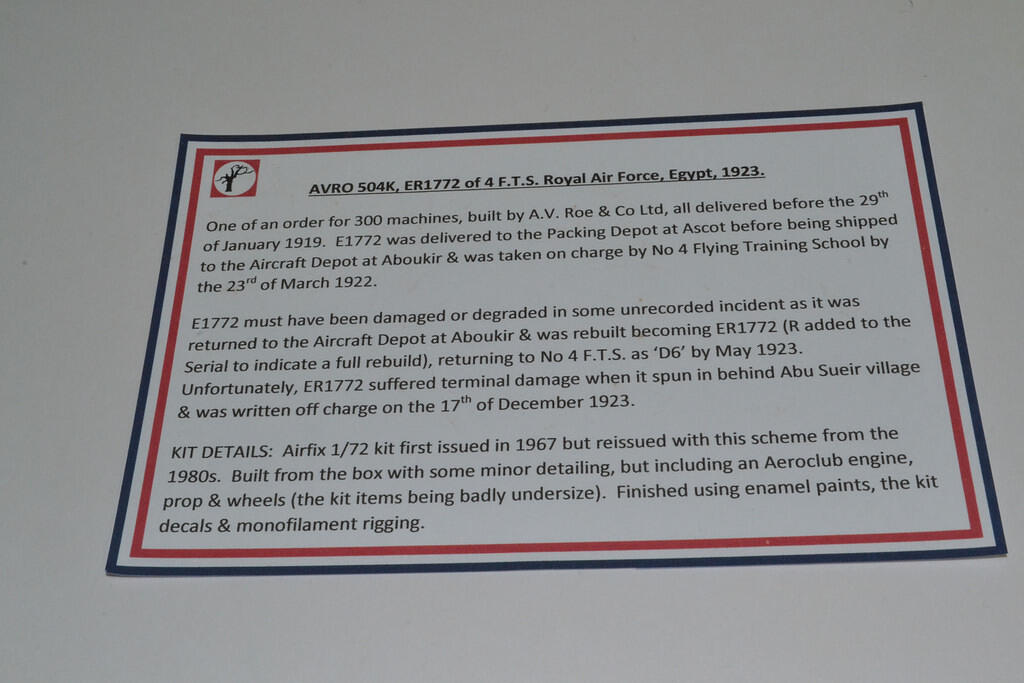 AVRO 504K, ER1772 of 4 F.T.S. Royal Air Force, Egypt, 1923.
One of an order for 300 machines, built by A.V. Roe & Co Ltd, all delivered before the 29th
of January 1919. E1772 was delivered to the Packing Depot at Ascot before being shipped
to the Aircraft Depot at Aboukir & was taken on charge by No 4 Flying Training School by
the 23rd of March 1922.
E1772 must have been damaged or degraded in some unrecorded incident as it was
returned to the Aircraft Depot at Aboukir & was rebuilt becoming ER1772 (R added to the
Serial to indicate a full rebuild), returning to No 4 F.T.S. as ‘D6’ by May 1923.
Unfortunately, ER1772 suffered terminal damage when it spun in behind Abu Sueir village
& was written off charge on the 17th of December 1923.
KIT DETAILS: Airfix 1/72 kit first issued in 1967 but reissued with this scheme from the
1980s. Built from the box with some minor detailing, but including an Aeroclub engine,
prop & wheels (the kit items being badly undersize). Finished using enamel paints, the kit
decals & monofilament rigging.